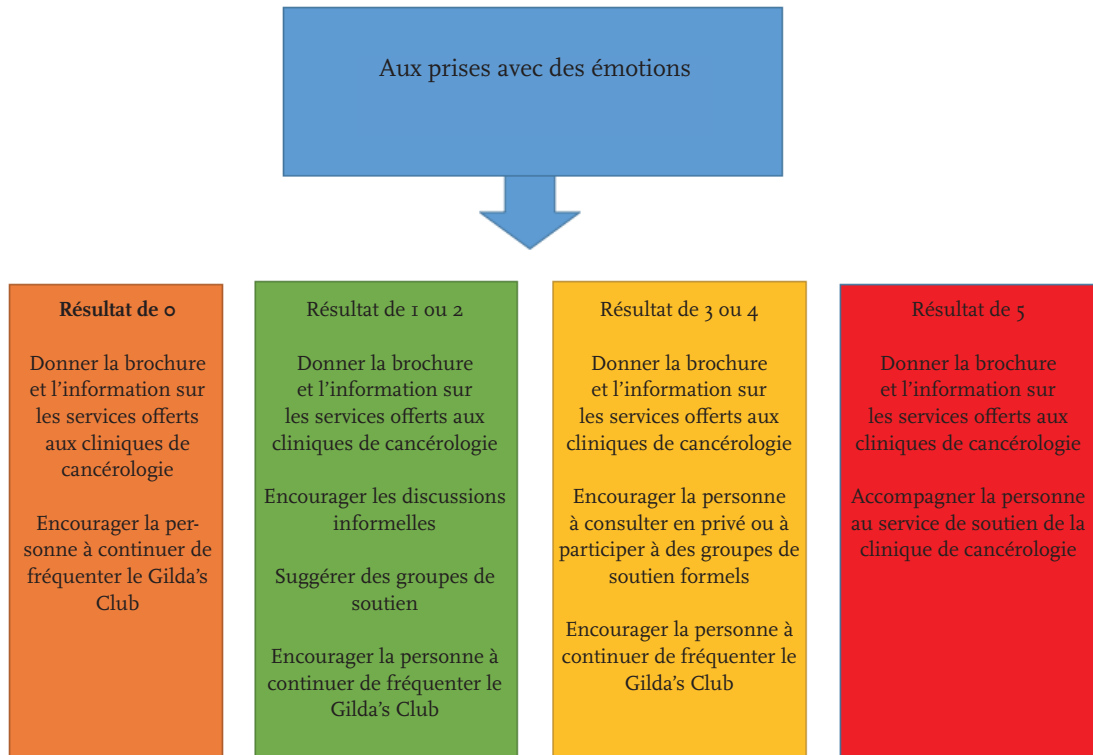 Aux prises avec des émotions
Résultat de 0
Donner la brochure
et l'information sur
les services offerts
aux cliniques de
cancérologie
Encourager la per-
sonne à continuer de
fréquenter le Gilda's
Club
Résultat de 1 ou 2
Donner la brochure
et l'information sur
les services offerts aux
cliniques de cancérologie
Encourager les discussions
informelles
Suggérer des groupes de
soutien
Encourager la personne à
continuer de fréquenter le
Gilda's Club
Résultat de 3 ou 4
Donner la brochure
et l'information sur
les services offerts aux
cliniques de cancérologie
Encourager la personne
à consulter en privé ou à
participer à des groupes de
soutien formels
Encourager la personne à
continuer de fréquenter le
Gilda's Club
Résultat de 5
Donner la brochure
et l'information sur
les services offerts aux
cliniques de cancérologie
Accompagner la personne
au service de soutien de la
clinique de cancérologie